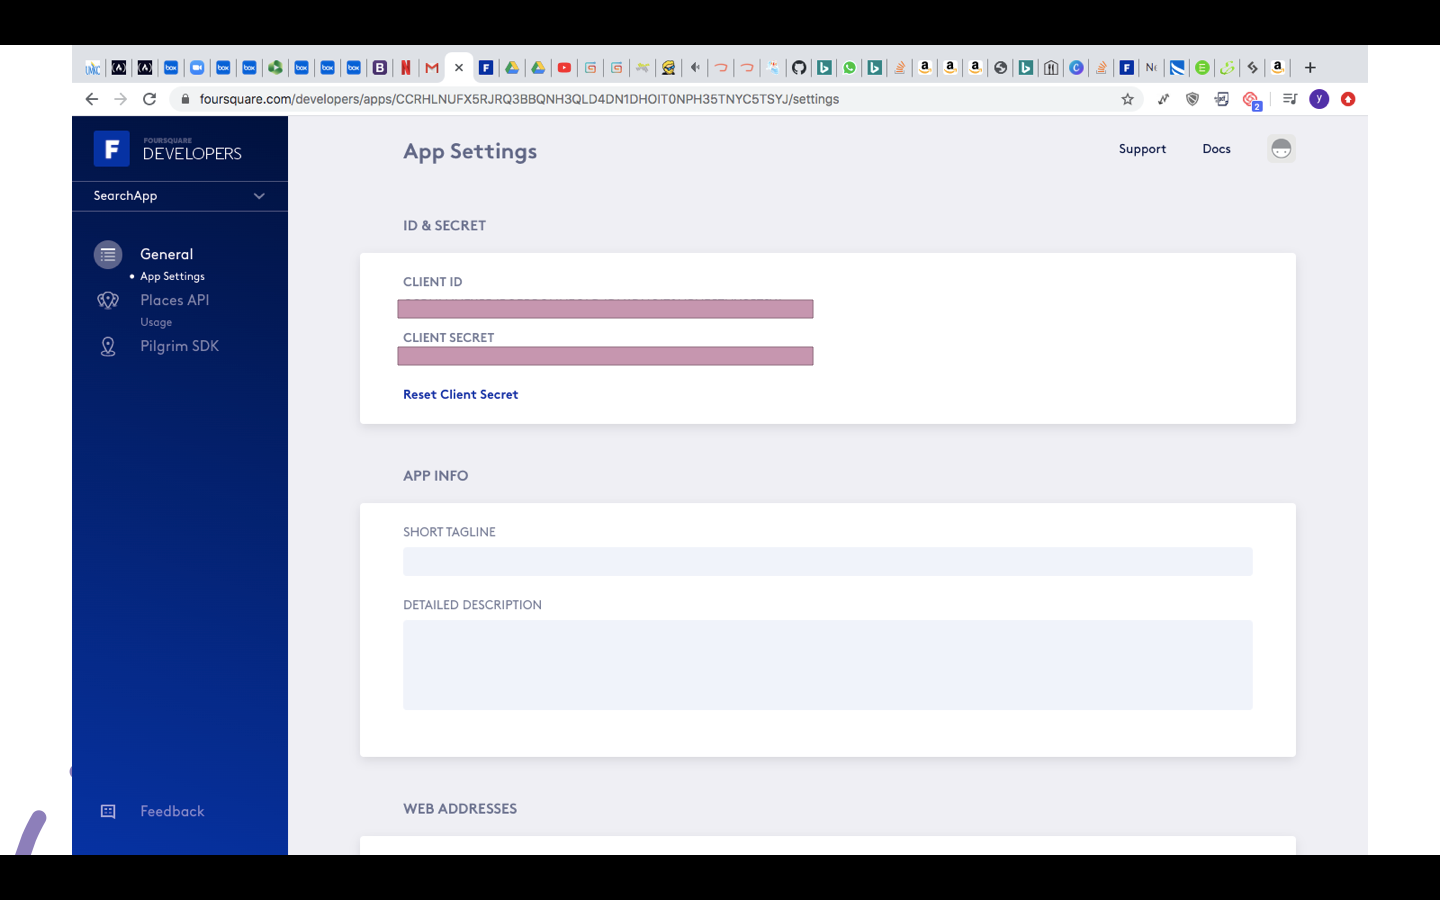 foursquare.com/developers/apps/CCRHLNUFX5RJRQ3BBQNH3QLD4DN1DHOIT0NPH35TNYC5TSYJ/settings
2
y
F
FOURSQUARE
DEVELOPERS
App Settings
Support
Docs
SearchApp
General
App Settings
Places API
Usage
Pilgrim SDK
ID & SECRET
CLIENT ID
CLIENT SECRET
Reset Client Secret
APP INFO
SHORT TAGLINE
DETAILED DESCRIPTION
WEB ADDRESSES
Feedback